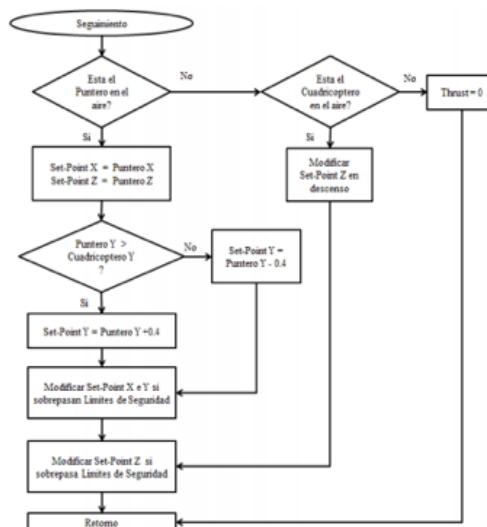 Seguimiento
Esta el
Puntero en el
aire?
No
Esta el
Cuadricoptero
en el aire?
No
Thrust = 0
Si
Si
Set-Point X = Puntero X
Set-Point Z = Puntero Z
Modificar
Set-Point Z en
descenso
Puntero Y >
Cuadricoptero Y
?
No
Set-Point Y =
Puntero Y - 0.4
Si
Set-Point Y = Puntero Y +0.4
Modificar Set-Point X e Y si
sobrepasan Limites de Seguridad
Modificar Set-Point Z si
sobrepasa Limites de Seguridad
Retorno